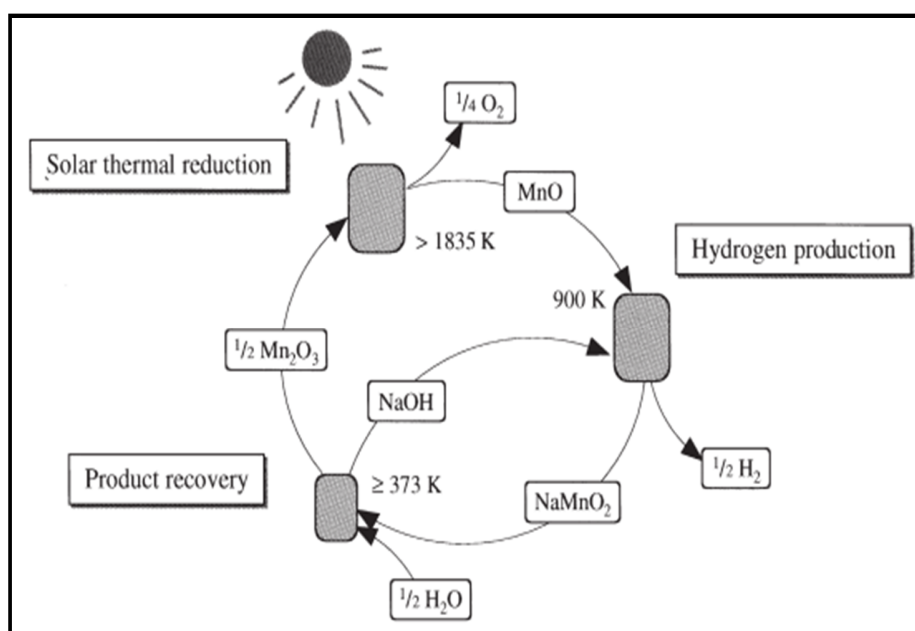 1/4 O2
Solar thermal reduction
MnO
> 1835 K
Hydrogen production
900 K
1/2 Mn2O3
NaOH
Product recovery
≥ 373 K
1/2 H2
NaMnO2
1/2 H2O